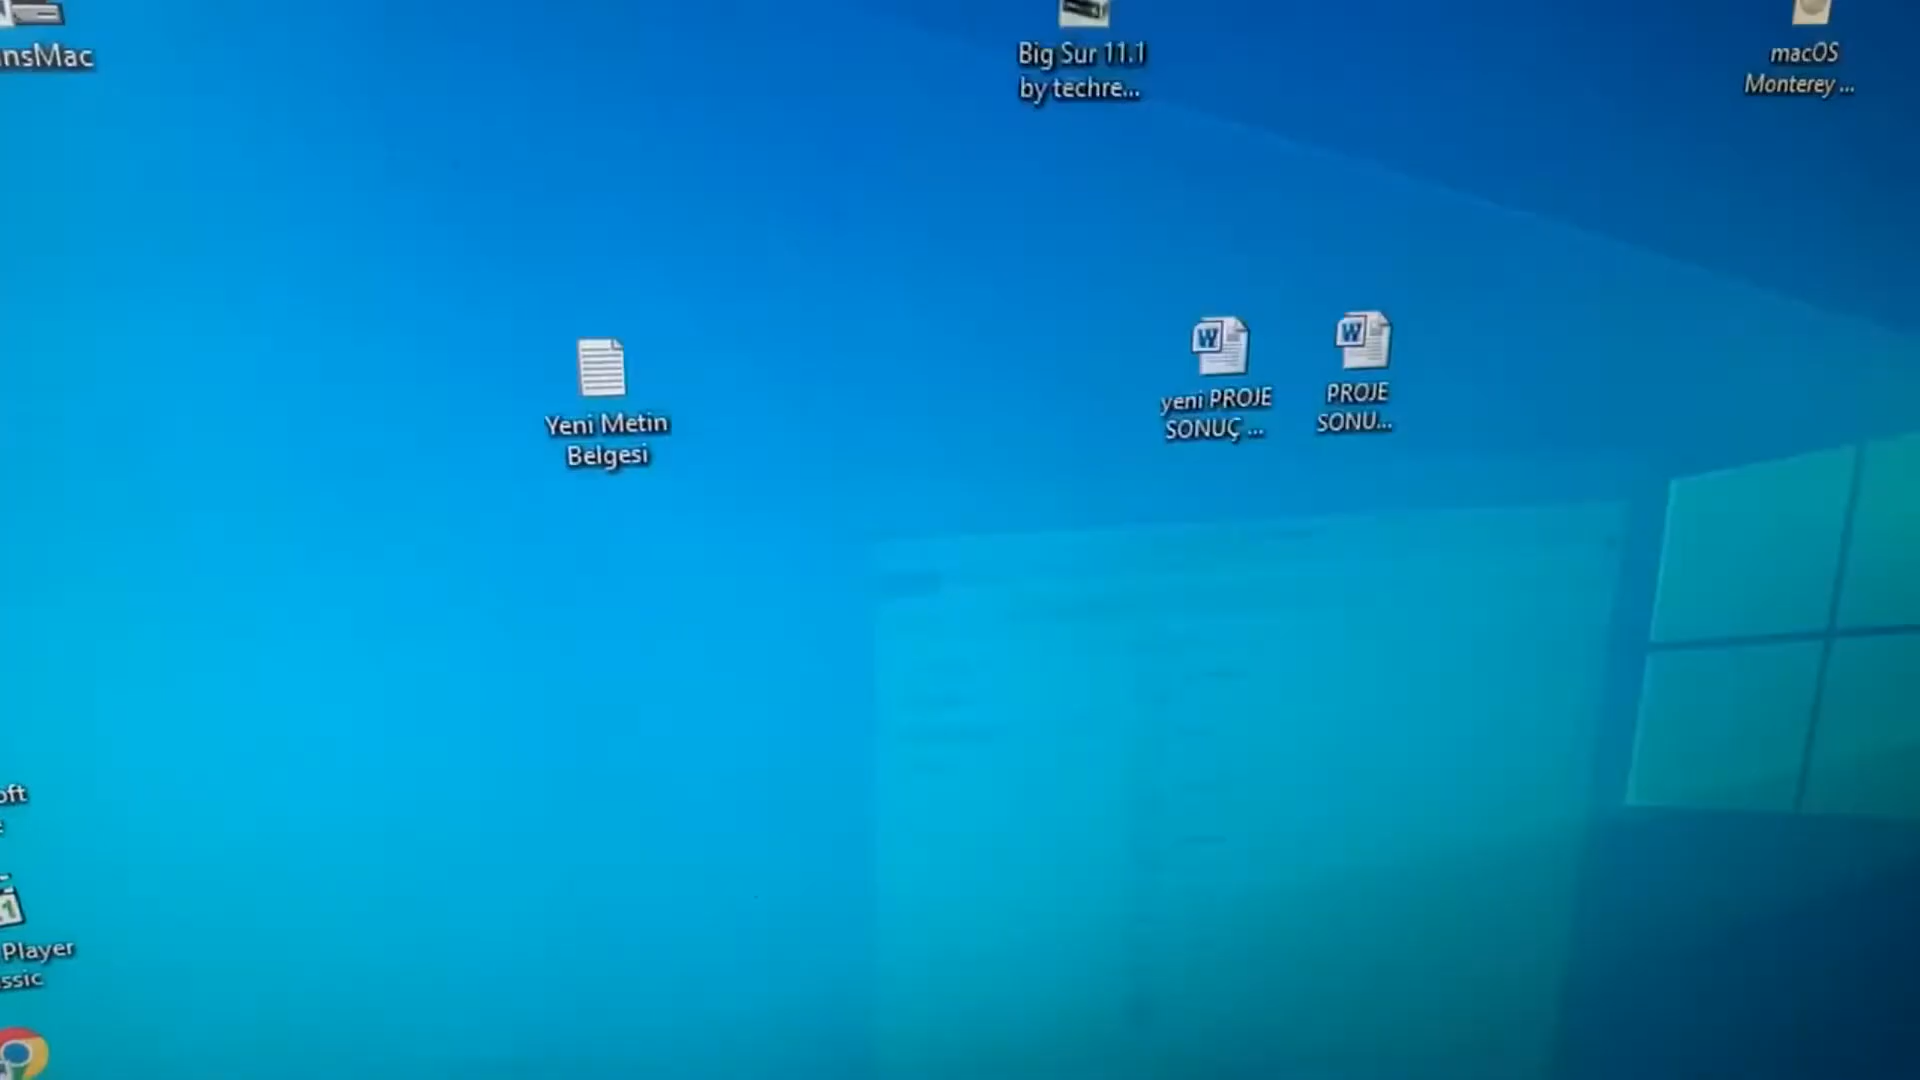 nsMac
Big Sur 11.1
by techre...
macOS
Monterey ...
Yeni Metin
Belgesi
yeni PROJE
SONUÇ ...
PROJE
SONU...
oft
Player
ssic